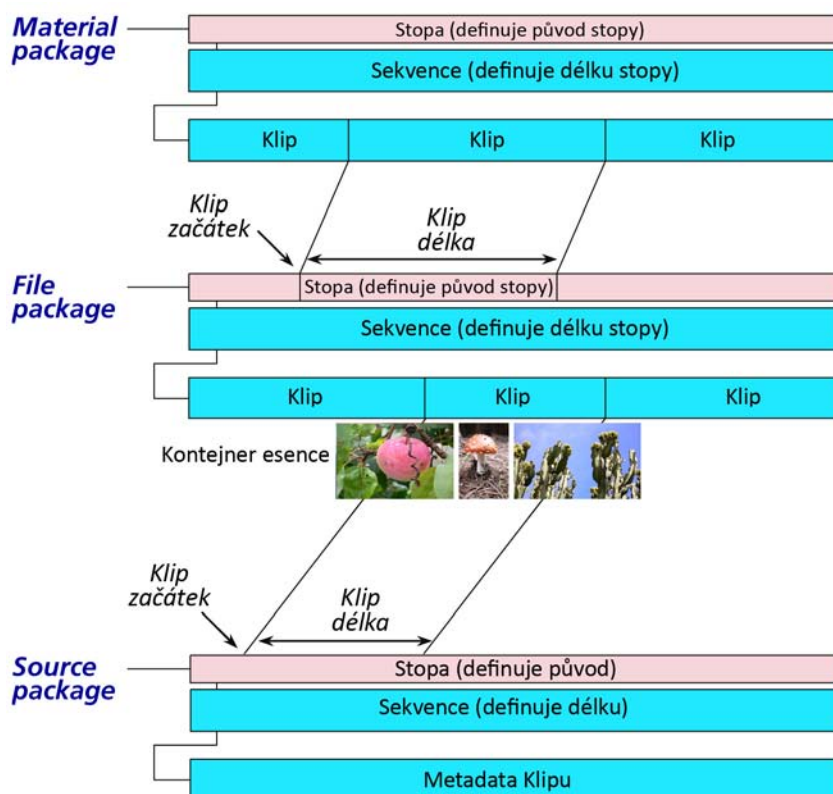 Material
package
Stopa (definuje původ stopy)
Sekvence (definuje délku stopy)
Klip
Klip
Klip
Klip
začátek
Klip
délka
File
package
Stopa (definuje původ stopy)
Sekvence (definuje délku stopy)
Klip
Klip
Klip
Kontejner esence
Klip
začátek
Klip
délka
Source
package
Stopa (definuje původ)
Sekvence (definuje délku)
Metadata Klipu